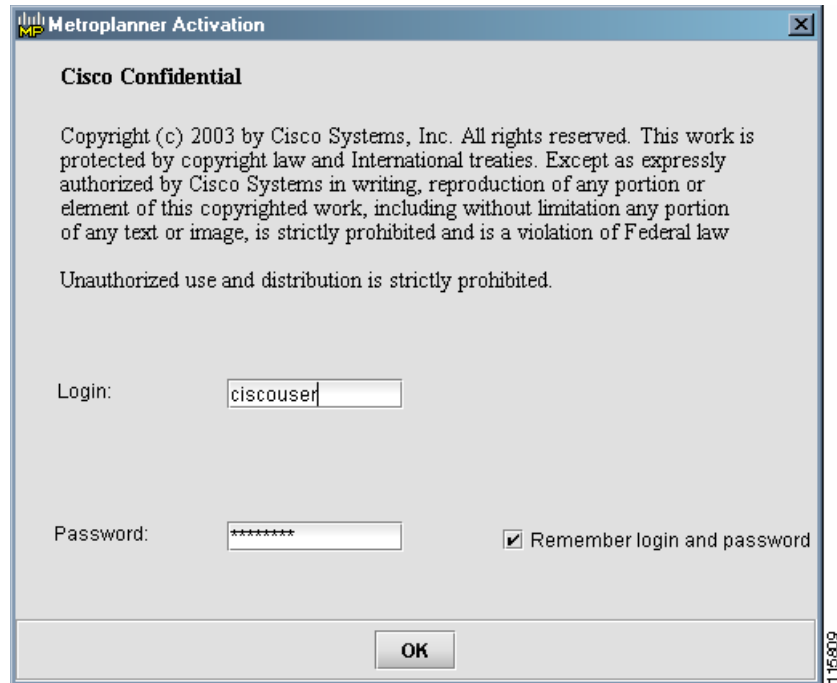 MP Metroplanner Activation
Cisco Confidential
Copyright (c) 2003 by Cisco Systems, Inc. All rights reserved. This work is
protected by copyright law and International treaties. Except as expressly
authorized by Cisco Systems in writing, reproduction of any portion or
element of this copyrighted work, including without limitation any portion
of any text or image, is strictly prohibited and is a violation of Federal law
Unauthorized use and distribution is strictly prohibited.
Login: ciscouser
Password: ********
Remember login and password
OK
115809